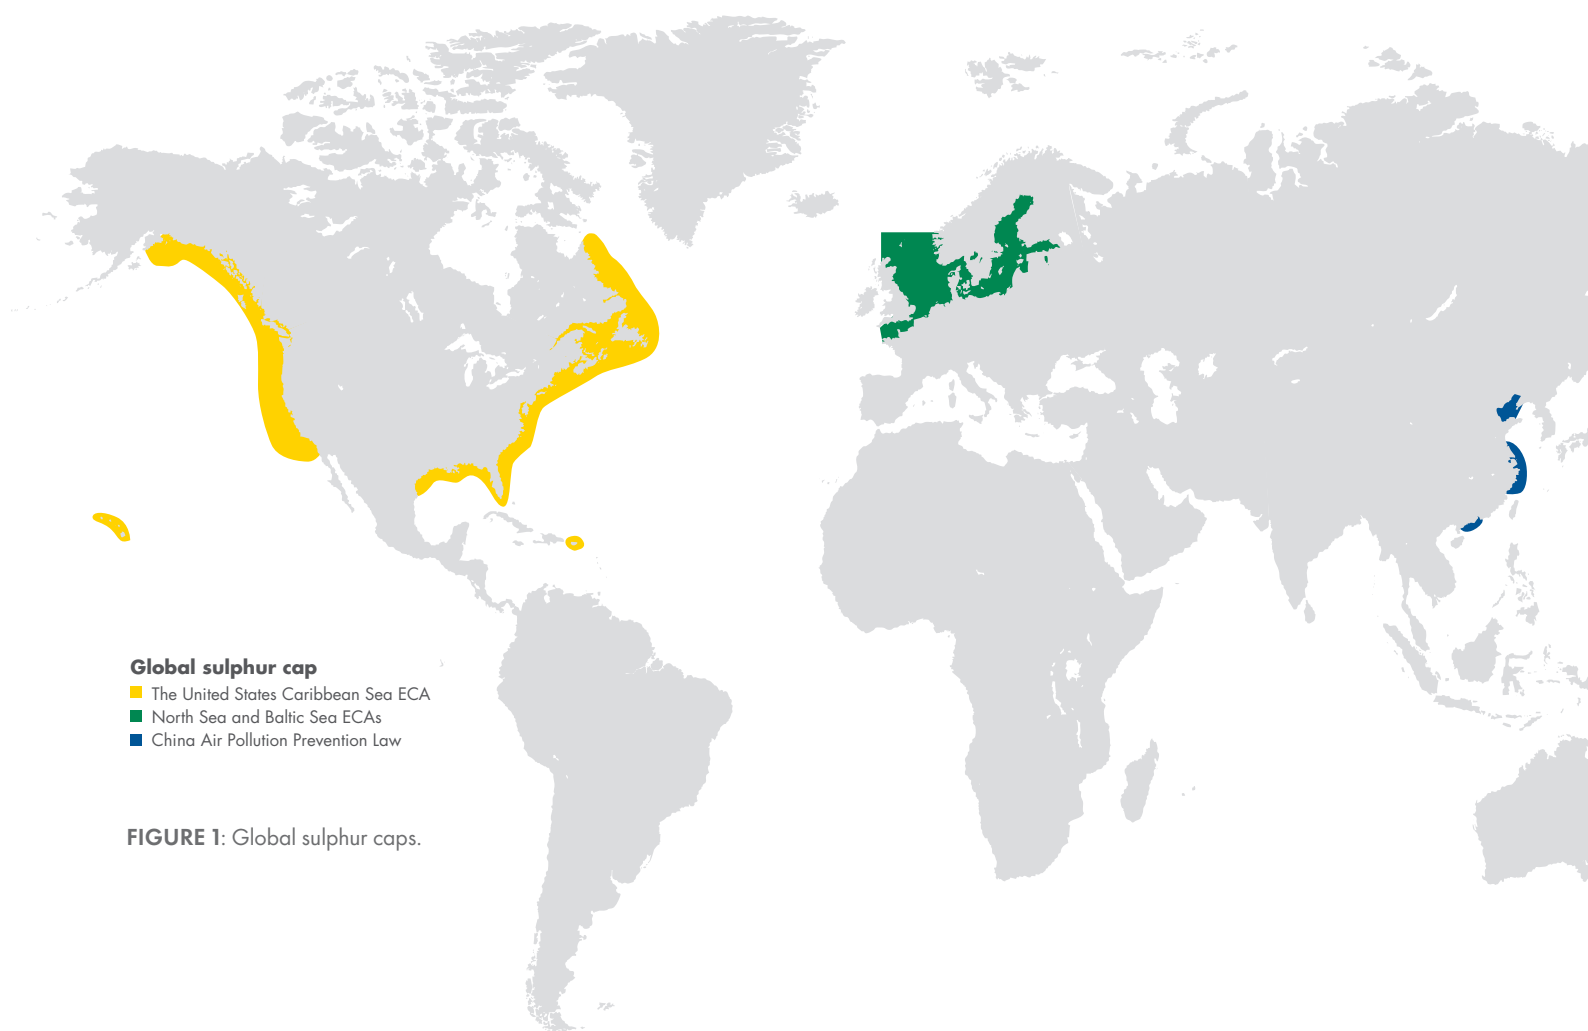 Global sulphur cap
The United States Caribbean Sea ECA
North Sea and Baltic Sea ECAs
China Air Pollution Prevention Law
FIGURE 1: Global sulphur caps.